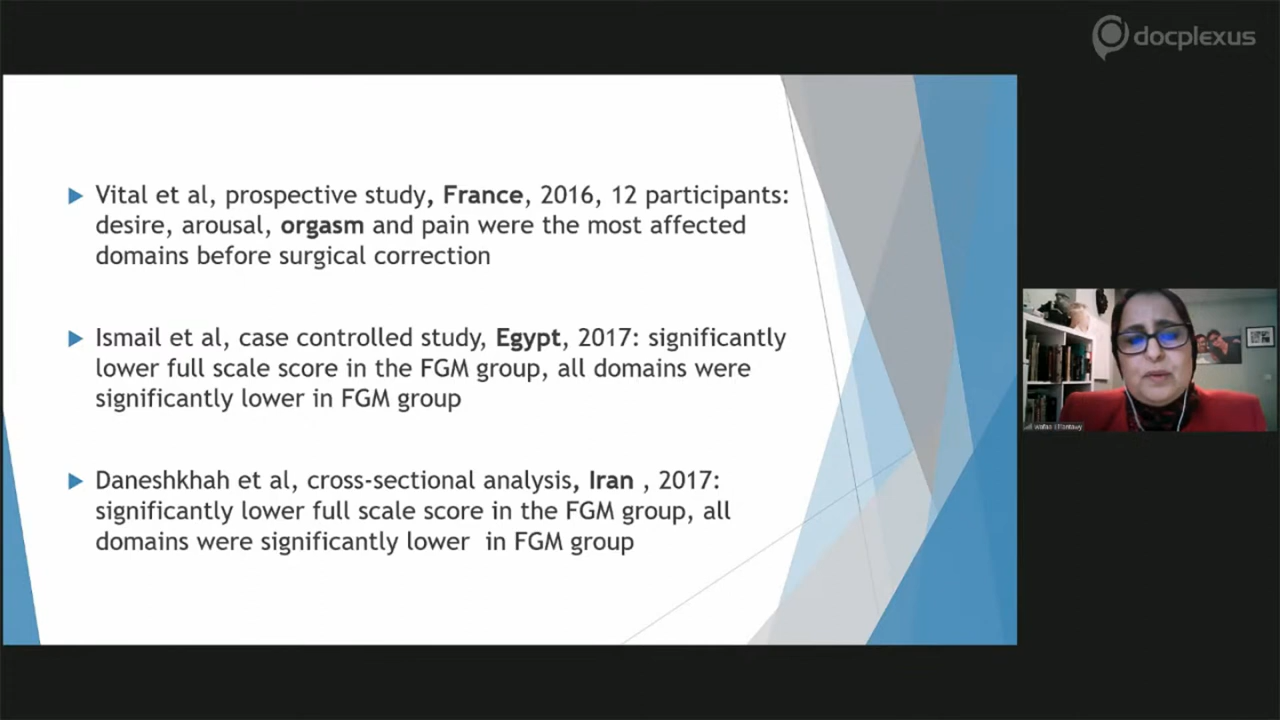 docplexus
Vital et al, prospective study, France, 2016, 12 participants:
desire, arousal, orgasm and pain were the most affected
domains before surgical correction
Ismail et al, case controlled study, Egypt, 2017: significantly
lower full scale score in the FGM group, all domains were
significantly lower in FGM group
Daneshkhah et al, cross-sectional analysis, Iran , 2017:
significantly lower full scale score in the FGM group, all
domains were significantly lower  in FGM group